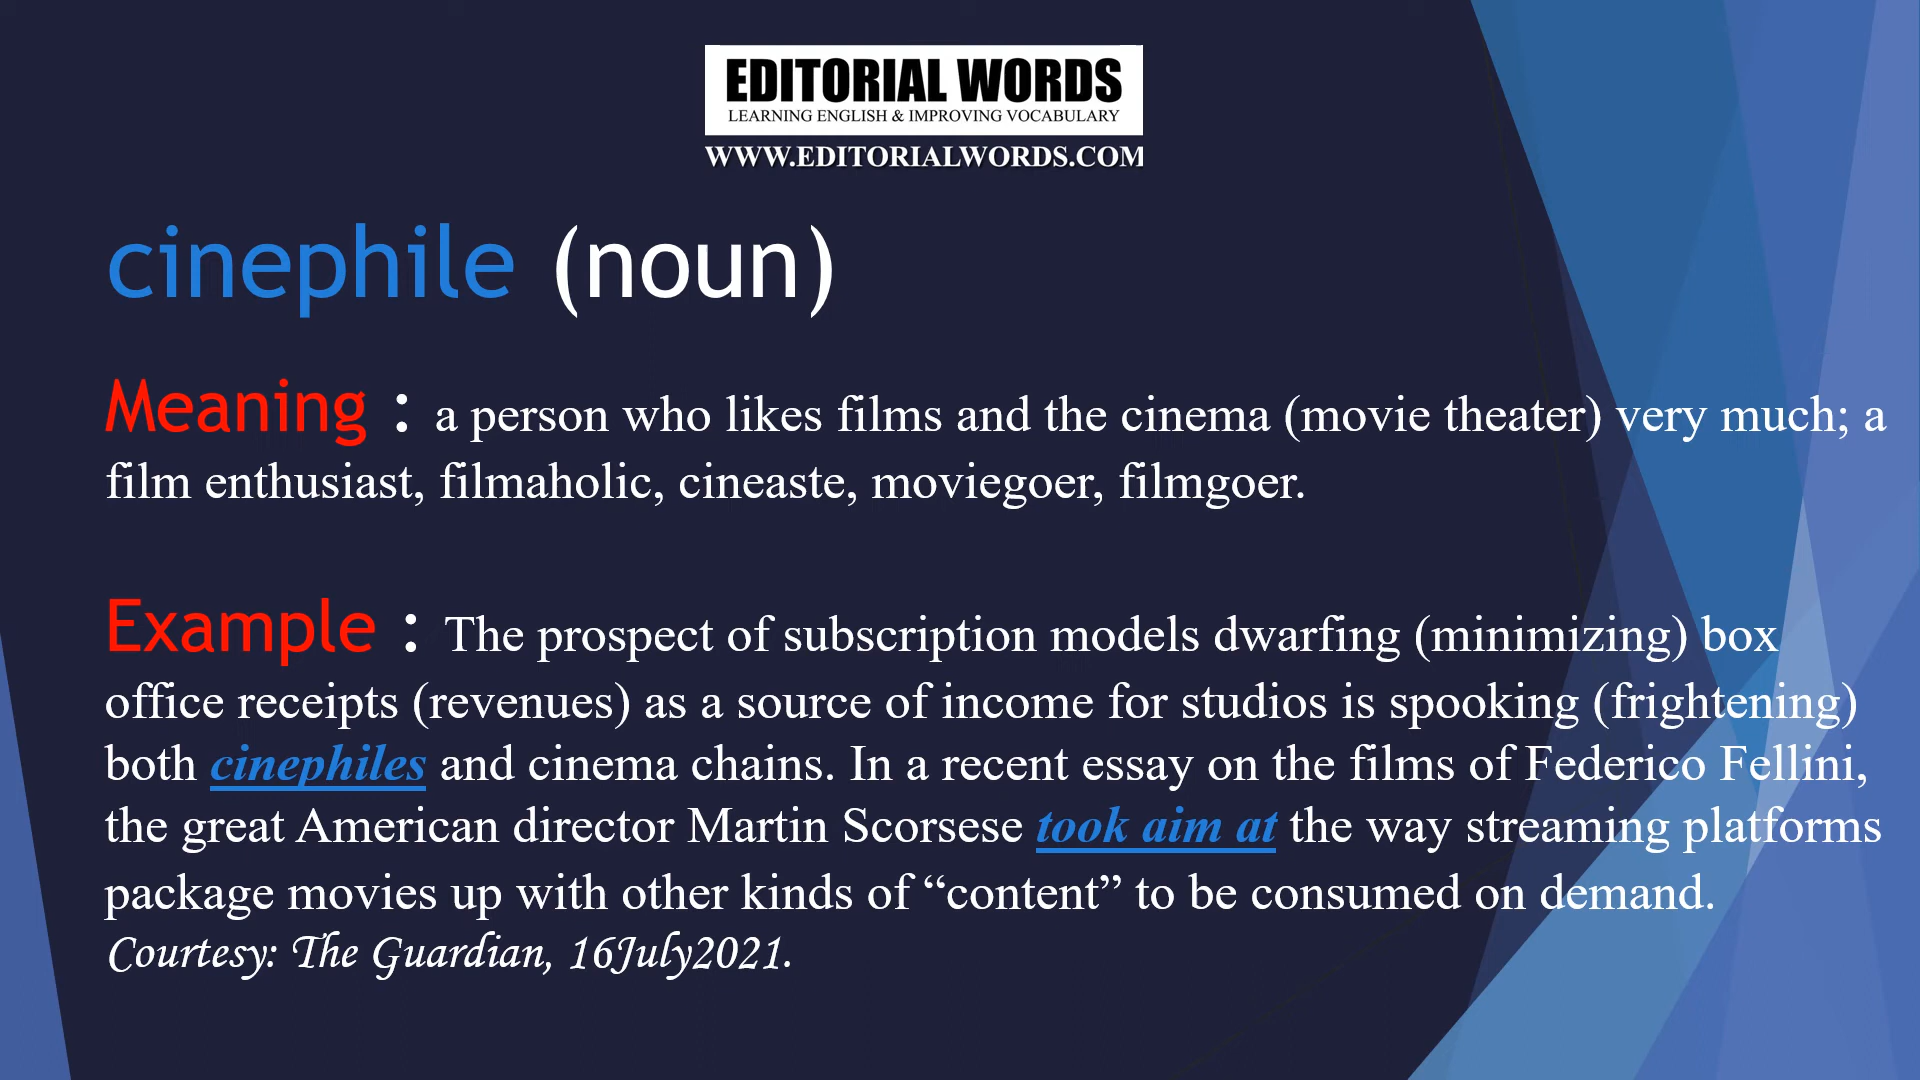 EDITORIAL WORDS
LEARNING ENGLISH & IMPROVING VOCABULARY
WWW.EDITORIALWORDS.COM
cinephile (noun)
Meaning : a person who likes films and the cinema (movie theater) very much; a
film enthusiast, filmaholic, cineaste, moviegoer, filmgoer.
Example : The prospect of subscription models dwarfing (minimizing) box
office receipts (revenues) as a source of income for studios is spooking (frightening)
both cinephiles and cinema chains. In a recent essay on the films of Federico Fellini,
the great American director Martin Scorsese took aim at the way streaming platforms
package movies up with other kinds of “content” to be consumed on demand.
Courtesy: The Guardian, 16July2021.